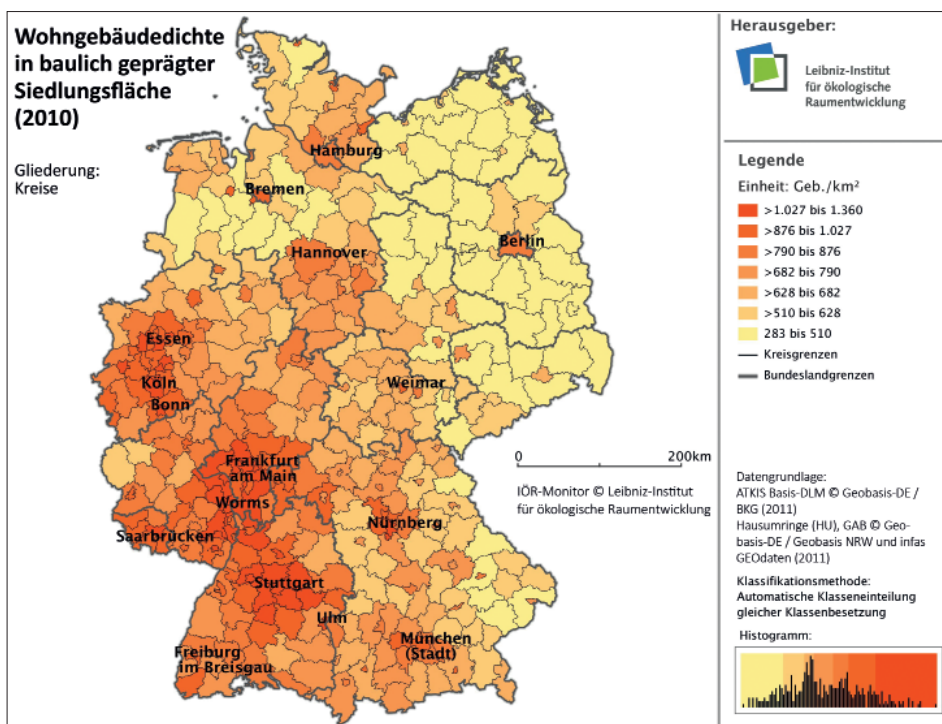 Wohngebäudedichte
in baulich geprägter
Siedlungsfläche
(2010)
Gliederung:
Kreise
Hamburg
Bremen
Berlin
Hannover
Essen
Köln
Bonn
Weimar
Frankfurt
am Main
Worms
Saarbrücken
Nürnberg
Stuttgart
Ulm
München
(Stadt)
Freiburg
im Breisgau
0 200km
IÖR-Monitor © Leibniz-Institut
für ökologische Raumentwicklung
Herausgeber:
Leibniz-Institut
für ökologische
Raumentwicklung
Legende
Einheit: Geb./km²
>1.027 bis 1.360
>876 bis 1.027
>790 bis 876
>682 bis 790
>628 bis 682
>510 bis 628
283 bis 510
Kreisgrenzen
Bundeslandgrenzen
Datengrundlage:
ATKIS Basis-DLM © Geobasis-DE /
BKG (2011)
Hausumringe (HU), GAB © Geo-
basis-DE / Geobasis NRW und infas
GEOdaten (2011)
Klassifikationsmethode:
Automatische Klasseneinteilung
gleicher Klassenbesetzung
Histogramm: